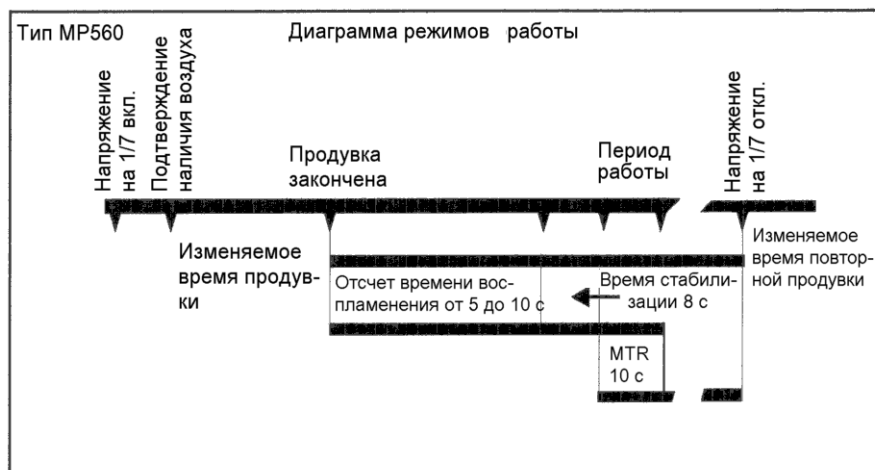 Тип МР560
Диаграмма режимов работы
Напряжение
на 1/7 вкл.
Подтверждение
наличия воздуха
Продувка
закончена
Период
работы
Напряжение
на 1/7 откл.
Изменяемое
время продув-
ки
Отсчет времени вос-
пламенения от 5 до 10 с
Время стабили-
зации 8 с
Изменяемое
время повтор-
ной продувки
MTR
10 с